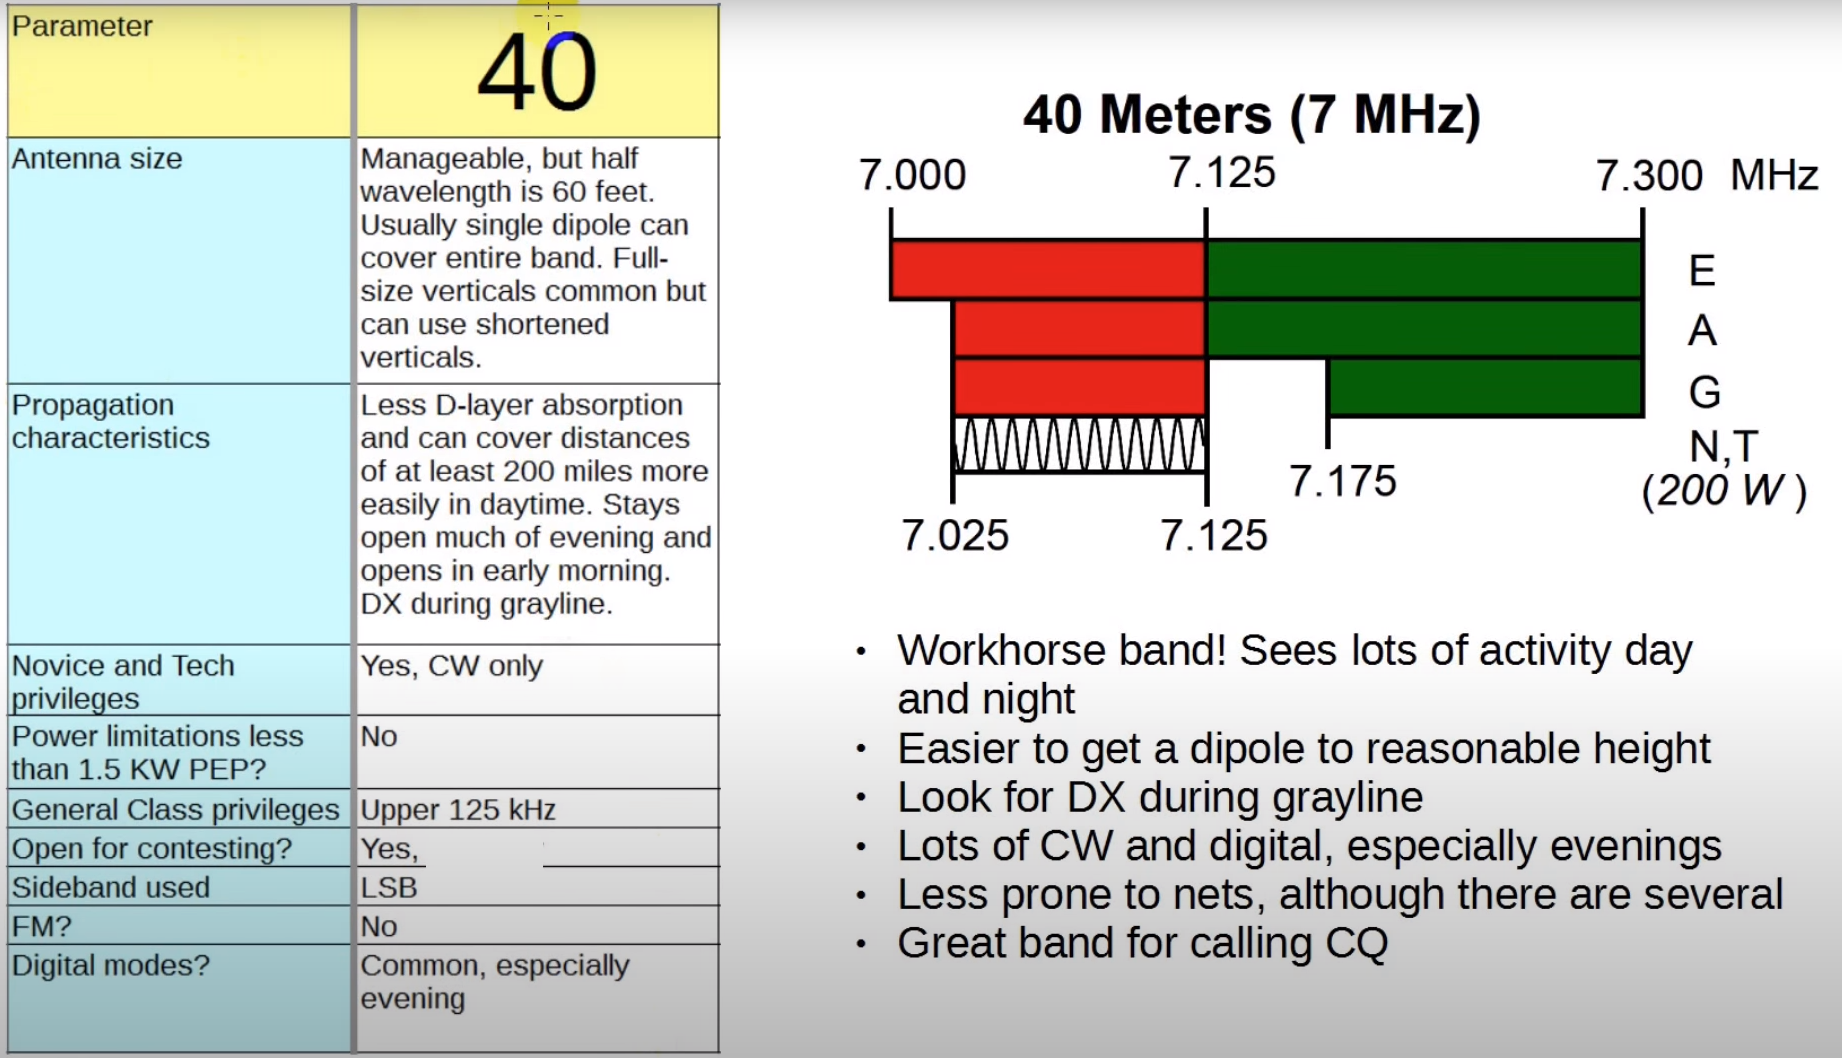 Parameter
40
Antenna size
Manageable, but half
wavelength is 60 feet.
Usually single dipole can
cover entire band. Full-
size verticals common but
can use shortened
verticals.
Propagation
characteristics
Less D-layer absorption
and can cover distances
of at least 200 miles more
easily in daytime. Stays
open much of evening and
opens in early morning.
DX during grayline.
Novice and Tech
privileges
Yes, CW only
Power limitations less
than 1.5 KW PEP?
No
General Class privileges
Upper 125 kHz
Open for contesting?
Yes,
Sideband used
LSB
FM?
No
Digital modes?
Common, especially
evening
40 Meters (7 MHz)
7.000 7.125 7.300 MHz
E
A
G
N,T
(200 W)
7.175
7.025 7.125
• Workhorse band! Sees lots of activity day
and night
• Easier to get a dipole to reasonable height
• Look for DX during grayline
• Lots of CW and digital, especially evenings
• Less prone to nets, although there are several
• Great band for calling CQ